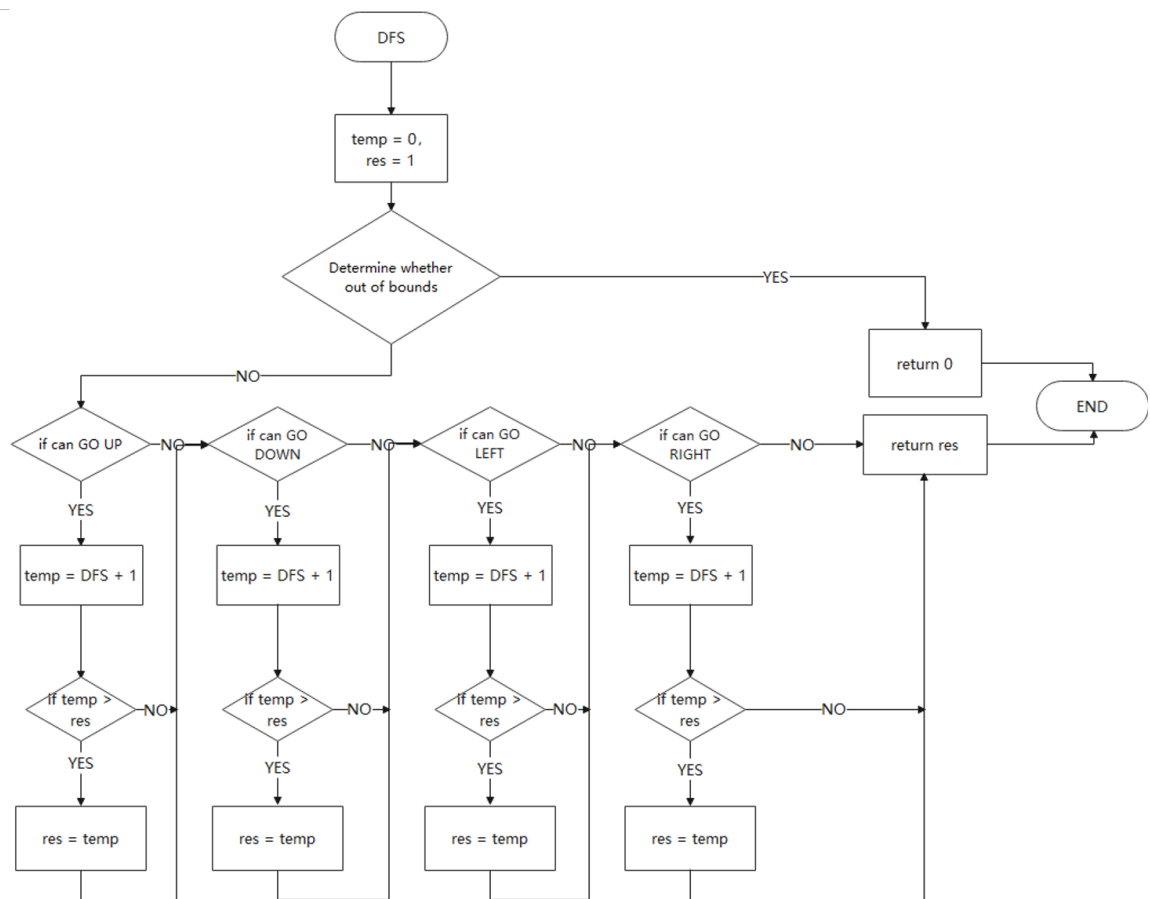 DFS
temp = 0,
res = 1
Determine whether
out of bounds
YES
return 0
NO
END
if can GO UP
NO
if can GO
DOWN
NO
if can GO
LEFT
NO
if can GO
RIGHT
NO
return res
YES
YES
YES
YES
temp = DFS + 1
temp = DFS + 1
temp = DFS + 1
temp = DFS + 1
if temp >
res
NO
if temp >
res
NO
if temp >
res
NO
if temp >
res
NO
YES
YES
YES
YES
res = temp
res = temp
res = temp
res = temp